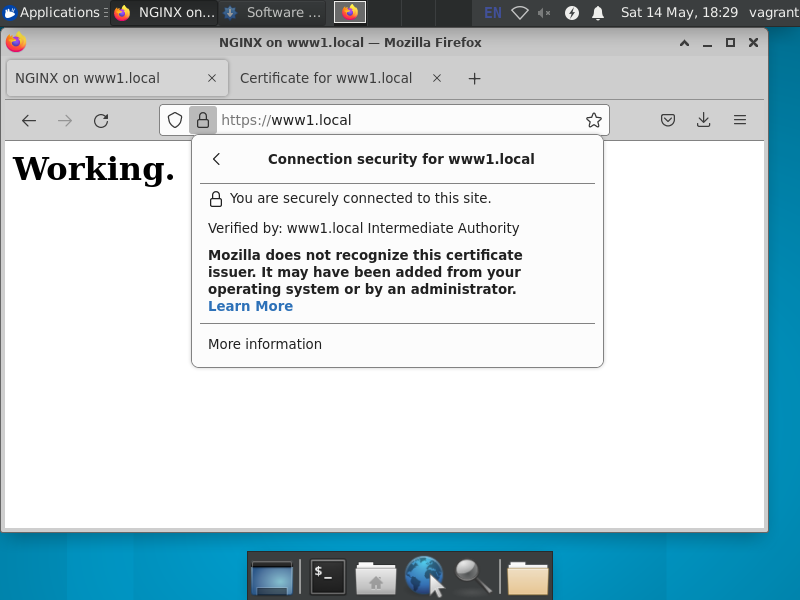 Applications
NGINX on...
Software ...
EN
Sat 14 May, 18:29
vagrant
NGINX on www1.local — Mozilla Firefox
NGINX on www1.local
Certificate for www1.local
https://www1.local
Working.
Connection security for www1.local
You are securely connected to this site.
Verified by: www1.local Intermediate Authority
Mozilla does not recognize this certificate
issuer. It may have been added from your
operating system or by an administrator.
Learn More
More information
$_